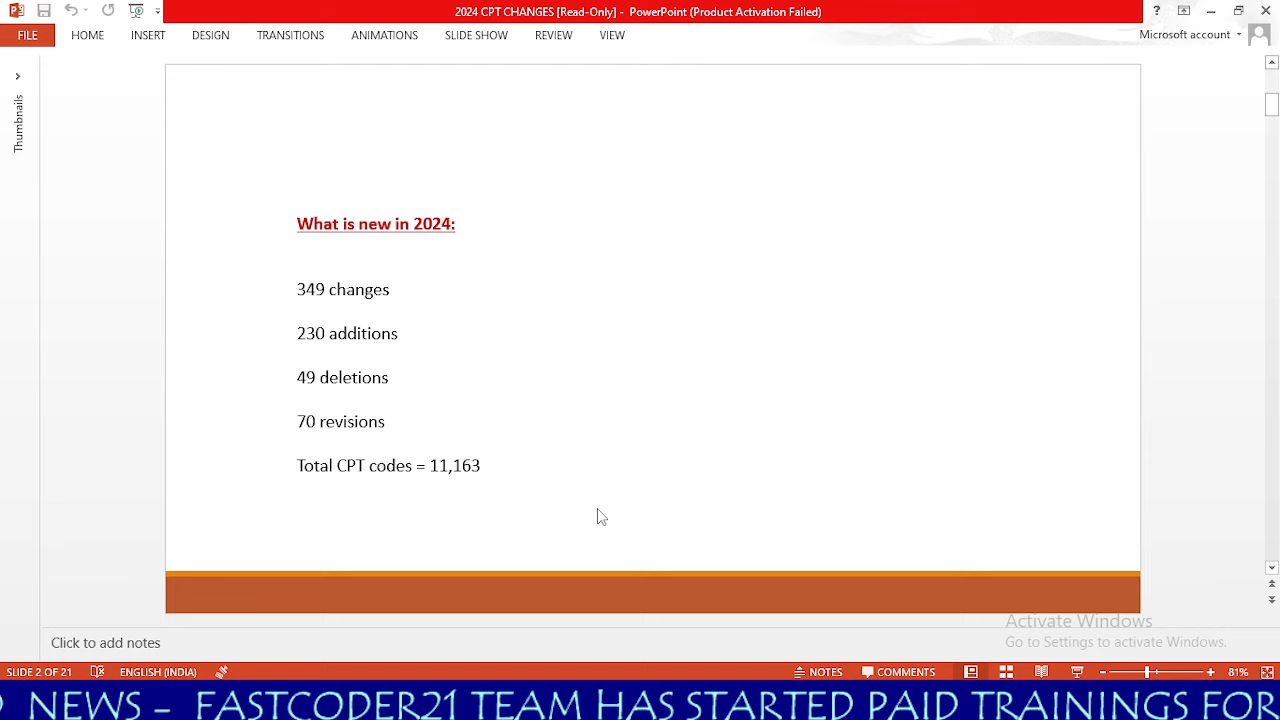 2024 CPT CHANGES [Read-Only] - PowerPoint (Product Activation Failed)
?
FILE HOME INSERT DESIGN TRANSITIONS ANIMATIONS SLIDE SHOW REVIEW VIEW
Microsoft account
Thumbnails
What is new in 2024:
349 changes
230 additions
49 deletions
70 revisions
Total CPT codes = 11,163
Activate Windows
Go to Settings to activate Windows.
Click to add notes
SLIDE 2 OF 21 ENGLISH (INDIA) NOTES COMMENTS 81%
NEWS - FASTCODER21 TEAM HAS STARTED PAID TRAININGS FOR